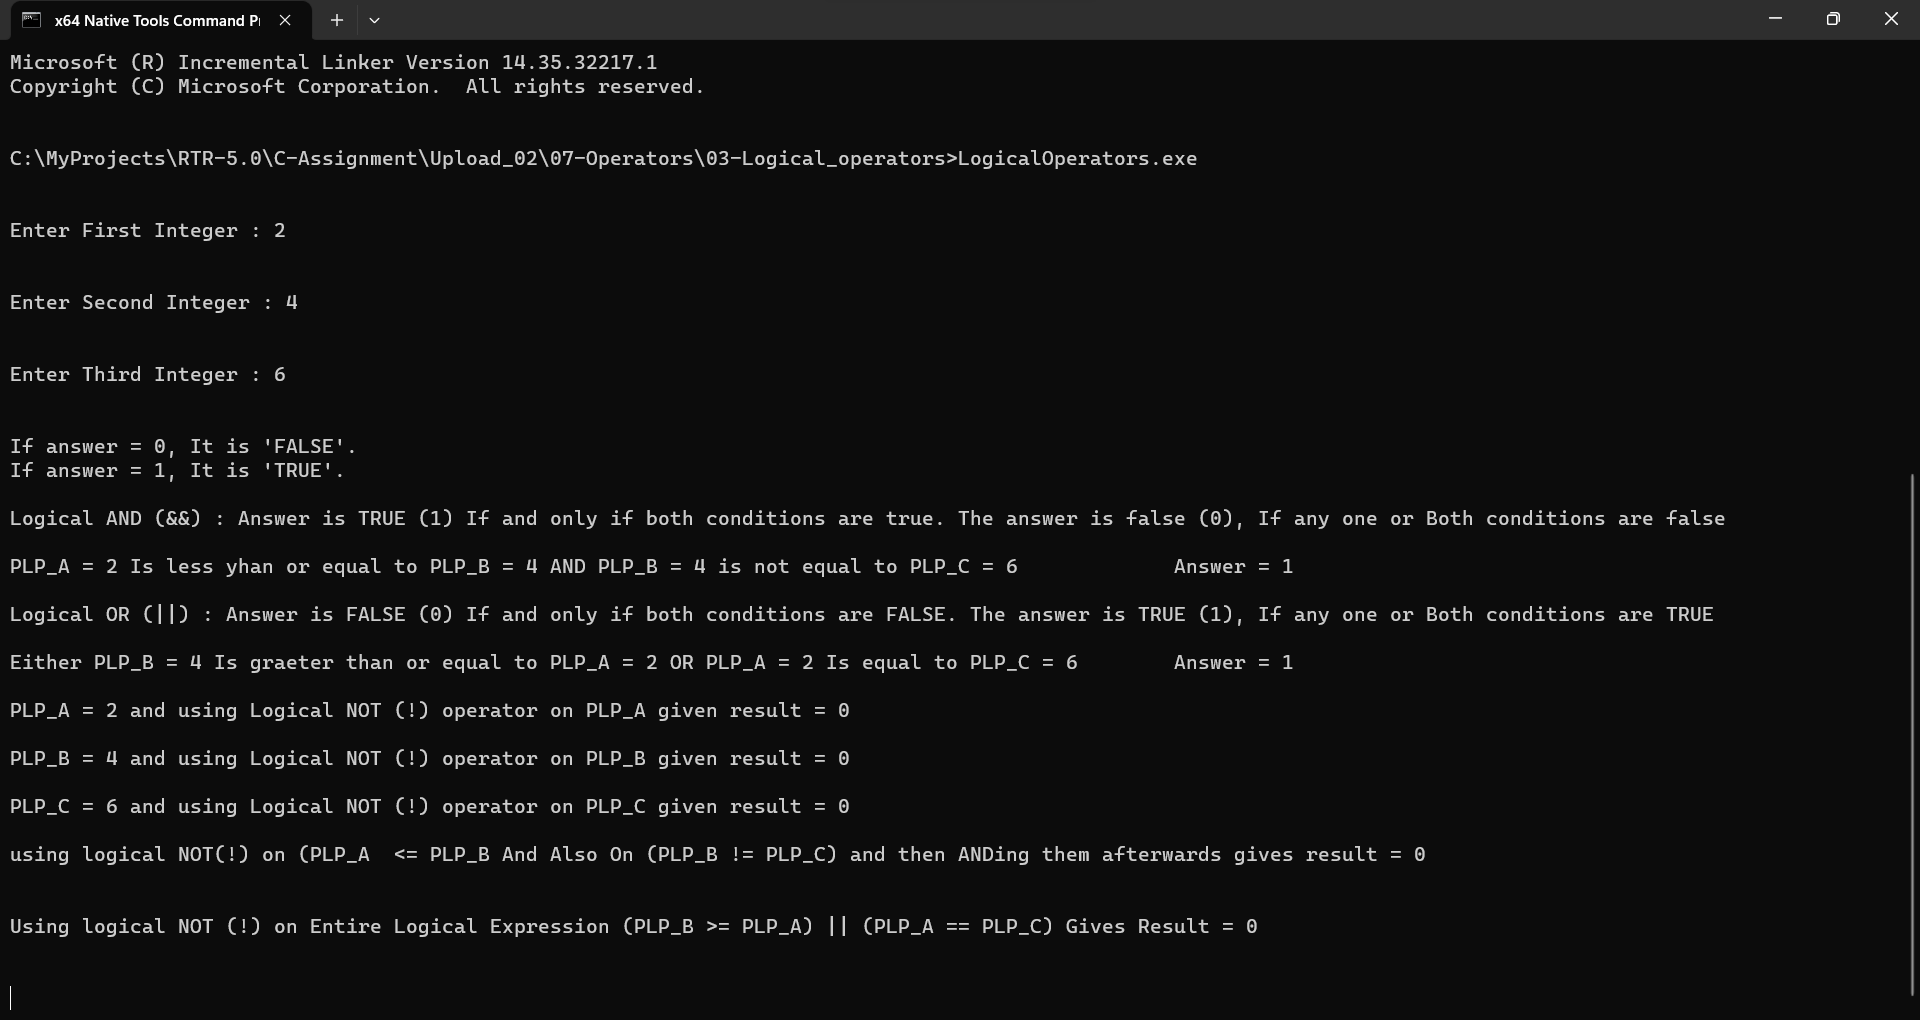 x64 Native Tools Command P
Microsoft (R) Incremental Linker Version 14.35.32217.1
Copyright (C) Microsoft Corporation.  All rights reserved.
C:\MyProjects\RTR-5.0\C-Assignment\Upload_02\07-Operators\03-Logical_operators>LogicalOperators.exe
Enter First Integer : 2
Enter Second Integer : 4
Enter Third Integer : 6
If answer = 0, It is 'FALSE'.
If answer = 1, It is 'TRUE'.
Logical AND (&&) : Answer is TRUE (1) If and only if both conditions are true. The answer is false (0), If any one or Both conditions are false
PLP_A = 2 Is less yhan or equal to PLP_B = 4 AND PLP_B = 4 is not equal to PLP_C = 6             Answer = 1
Logical OR (||) : Answer is FALSE (0) If and only if both conditions are FALSE. The answer is TRUE (1), If any one or Both conditions are TRUE
Either PLP_B = 4 Is graeter than or equal to PLP_A = 2 OR PLP_A = 2 Is equal to PLP_C = 6        Answer = 1
PLP_A = 2 and using Logical NOT (!) operator on PLP_A given result = 0
PLP_B = 4 and using Logical NOT (!) operator on PLP_B given result = 0
PLP_C = 6 and using Logical NOT (!) operator on PLP_C given result = 0
using logical NOT(!) on (PLP_A  <= PLP_B And Also On (PLP_B != PLP_C) and then ANDing them afterwards gives result = 0
Using logical NOT (!) on Entire Logical Expression (PLP_B >= PLP_A) || (PLP_A == PLP_C) Gives Result = 0